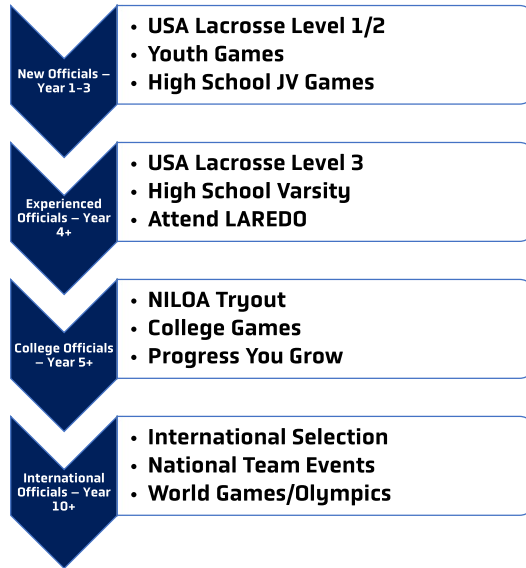 New Officials –
Year 1-3
• USA Lacrosse Level 1/2
• Youth Games
• High School JV Games
Experienced
Officials – Year
4+
• USA Lacrosse Level 3
• High School Varsity
• Attend LAREDO
College Officials
– Year 5+
• NILOA Tryout
• College Games
• Progress You Grow
International
Officials – Year
10+
• International Selection
• National Team Events
• World Games/Olympics